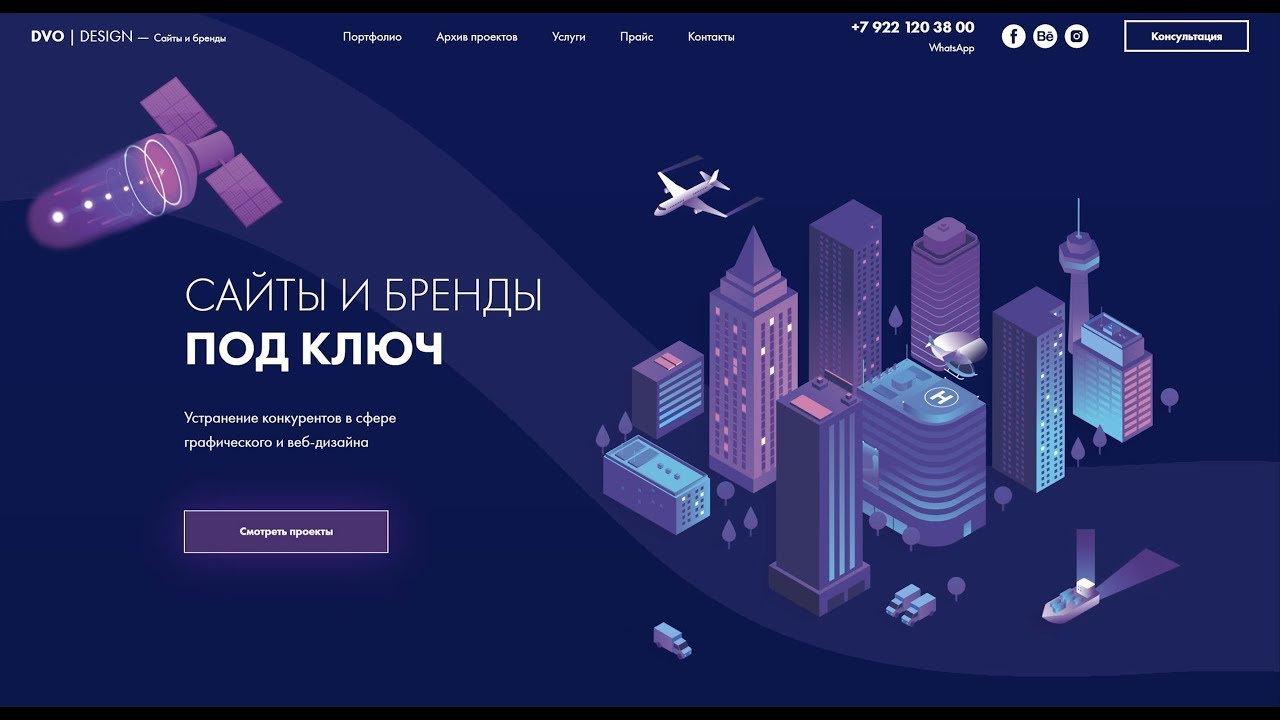 DVO | DESIGN — Сайты и бренды
Портфолио
Архив проектов
Услуги
Прайс
Контакты
+7 922 120 38 00
WhatsApp
f
Bē
Консультация
САЙТЫ И БРЕНДЫ
ПОД КЛЮЧ
Устранение конкурентов в сфере
графического и веб-дизайна
Смотреть проекты
H